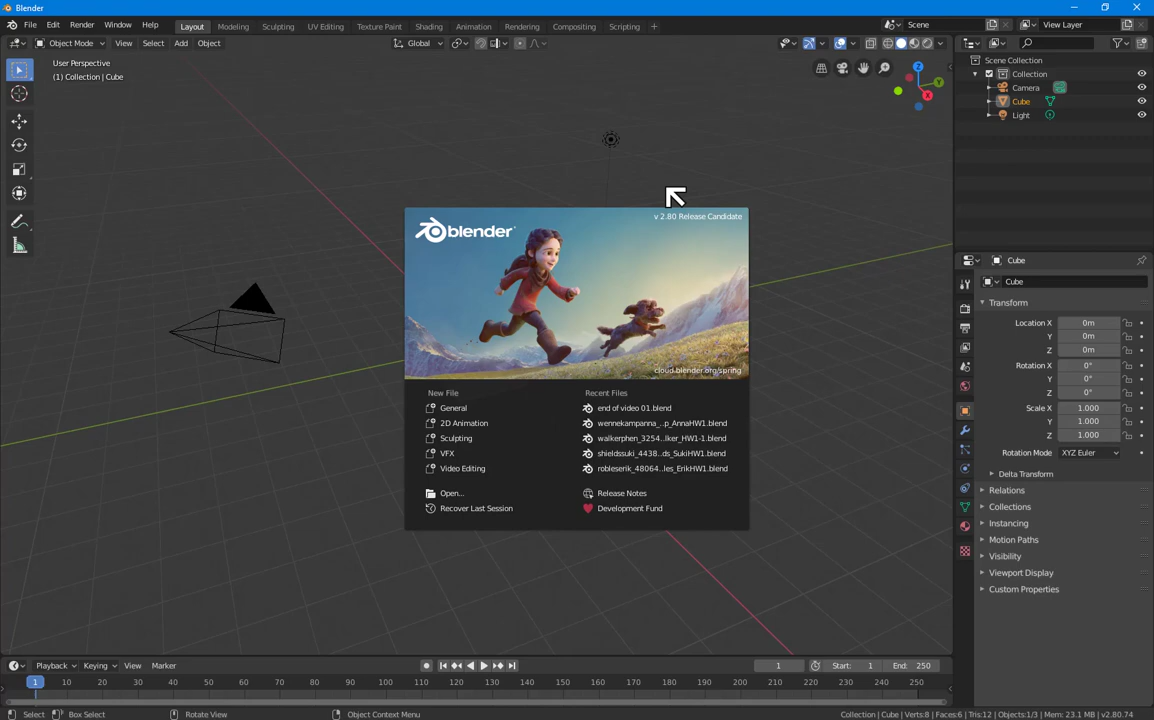 Blender
File Edit Render Window Help Layout Modeling Sculpting UV Editing Texture Paint Shading Animation Rendering Compositing Scripting + Scene View Layer
Object Mode View Select Add Object Global
User Perspective
(1) Collection | Cube
Z
Y
X
Scene Collection
Collection
Camera
Cube
Light
blender
v 2.80 Release Candidate
cloud.blender.org/spring
New File
General
2D Animation
Sculpting
VFX
Video Editing
Open...
Recover Last Session
Recent Files
end of video 01.blend
wennekampanna_..p_AnnaHW1.blend
walkerphen_3254..lker_HW1-1.blend
shieldssuki_4438..ds_SukiHW1.blend
robleserik_48064..les_ErikHW1.blend
Release Notes
Development Fund
Cube
Cube
Transform
Location X 0m
Y 0m
Z 0m
Rotation X 0°
Y 0°
Z 0°
Scale X 1.000
Y 1.000
Z 1.000
Rotation Mode XYZ Euler
Delta Transform
Relations
Collections
Instancing
Motion Paths
Visibility
Viewport Display
Custom Properties
Playback Keying View Marker 1 Start: 1 End: 250
1 10 20 30 40 50 60 70 80 90 100 110 120 130 140 150 160 170 180 190 200 210 220 230 240 250
Select Box Select Rotate View Object Context Menu Collection | Cube | Verts:8 | Faces:6 | Tris:12 | Objects:1/3 | Mem: 23.1 MB | v2.80.74